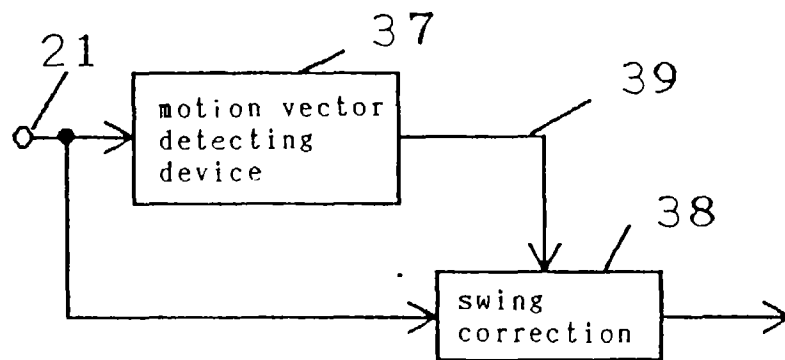 37
21
39
motion vector
detecting
device
38
swing
correction